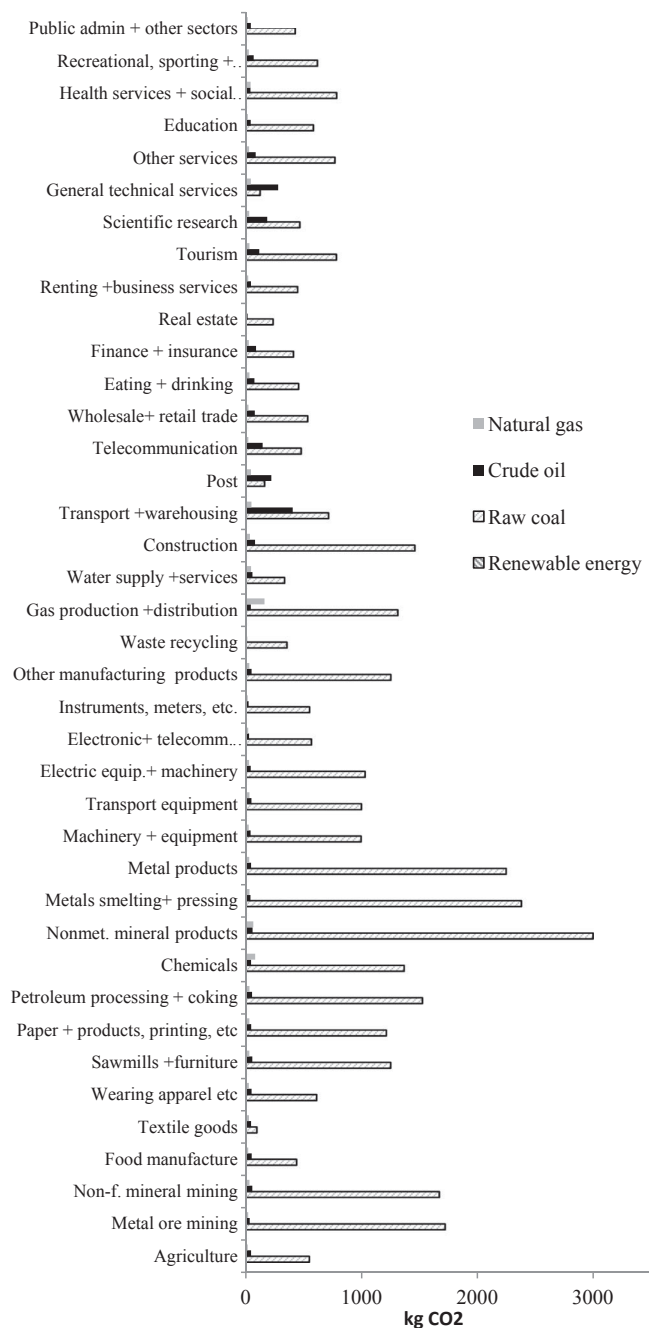 Public admin + other sectors
Recreational, sporting +..
Health services + social..
Education
Other services
General technical services
Scientific research
Tourism
Renting +business services
Real estate
Finance + insurance
Eating + drinking
Wholesale+ retail trade
Telecommunication
Post
Transport +warehousing
Construction
Water supply +services
Gas production +distribution
Waste recycling
Other manufacturing products
Instruments, meters, etc.
Electronic+ telecomm...
Electric equip.+ machinery
Transport equipment
Machinery + equipment
Metal products
Metals smelting+ pressing
Nonmet. mineral products
Chemicals
Petroleum processing + coking
Paper + products, printing, etc
Sawmills +furniture
Wearing apparel etc
Textile goods
Food manufacture
Non-f. mineral mining
Metal ore mining
Agriculture
Natural gas
Crude oil
Raw coal
Renewable energy
0 1000 2000 3000
kg CO2